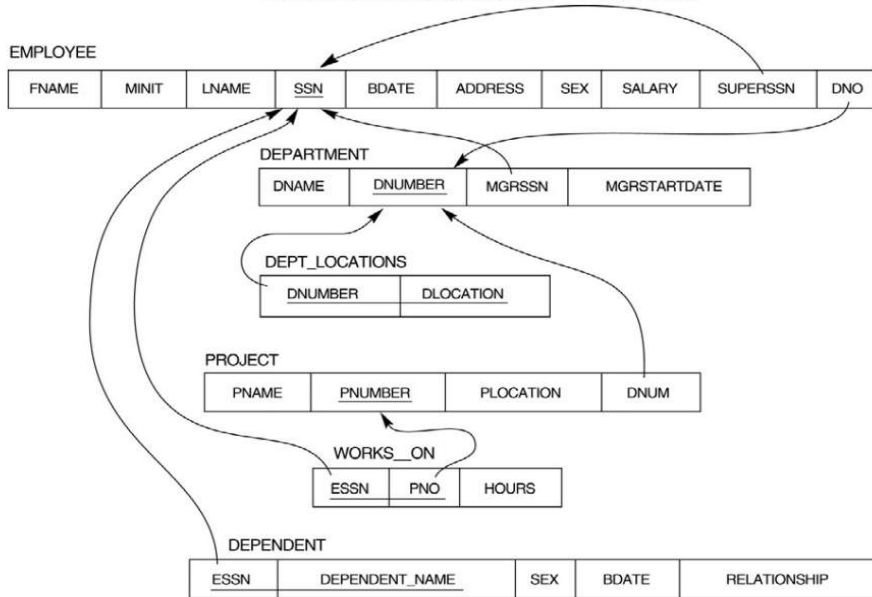 EMPLOYEE
FNAME MINIT LNAME SSN BDATE ADDRESS SEX SALARY SUPERSSN DNO
DEPARTMENT
DNAME DNUMBER MGRSSN MGRSTARTDATE
DEPT_LOCATIONS
DNUMBER DLOCATION
PROJECT
PNAME PNUMBER PLOCATION DNUM
WORKS__ON
ESSN PNO HOURS
DEPENDENT
ESSN DEPENDENT_NAME SEX BDATE RELATIONSHIP